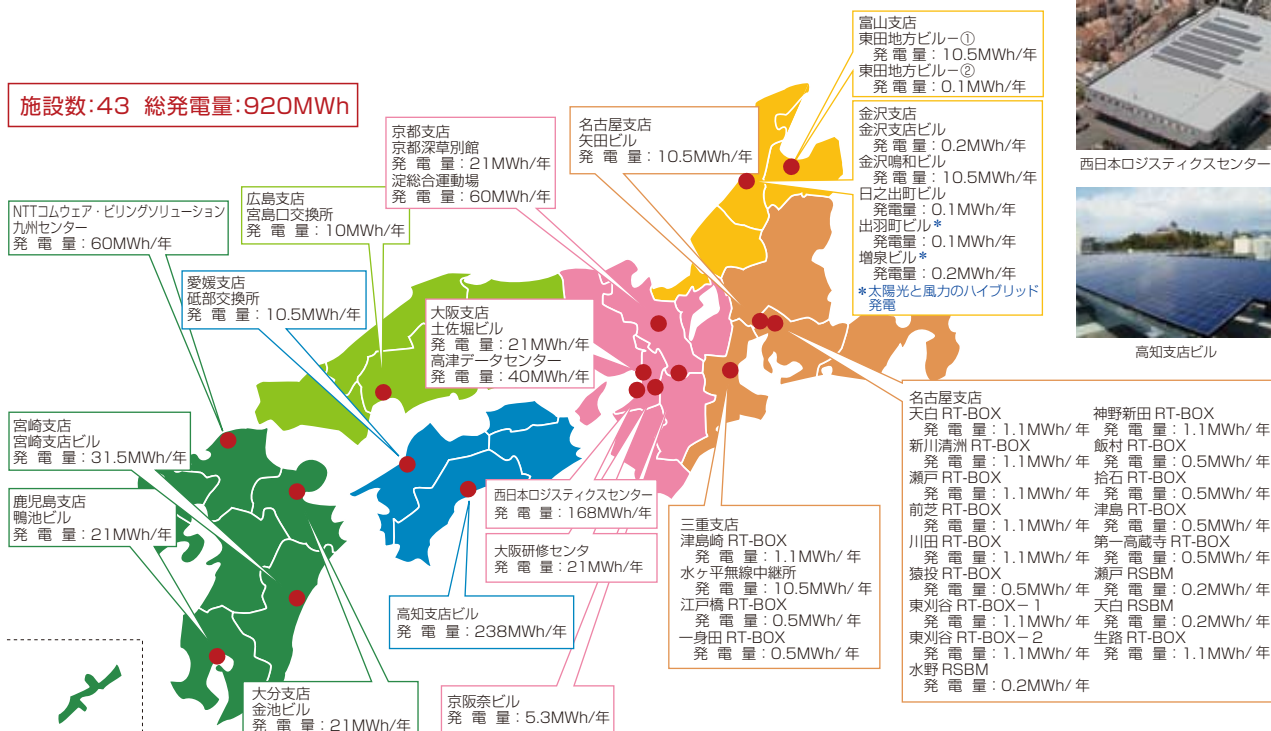 施設数:43 総発電量:920MWh
NTTコムウェア・ビリングソリューション
九州センター
発電量:60MWh/年
広島支店
宮島口交換所
発電量:10MWh/年
京都支店
京都深草別館
発電量:21MWh/年
淀総合運動場
発電量:60MWh/年
名古屋支店
矢田ビル
発電量:10.5MWh/年
富山支店
東田地方ビルー①
発電量:10.5MWh/年
東田地方ビルー②
発電量:0.1MWh/年
金沢支店
金沢支店ビル
発電量:0.2MWh/年
金沢鳴和ビル
発電量:10.5MWh/年
日之出町ビル
発電量:0.1MWh/年
出羽町ビル*
発電量:0.1MWh/年
増泉ビル*
発電量:0.2MWh/年
*太陽光と風力のハイブリッド
発電
西日本ロジスティクスセンター
高知支店ビル
愛媛支店
砥部交換所
発電量:10.5MWh/年
大阪支店
土佐堀ビル
発電量:21MWh/年
高津データセンター
発電量:40MWh/年
宮崎支店
宮崎支店ビル
発電量:31.5MWh/年
鹿児島支店
鴨池ビル
発電量:21MWh/年
西日本ロジスティクスセンター
発電量:168MWh/年
大阪研修センタ
発電量:21MWh/年
高知支店ビル
発電量:238MWh/年
大分支店
金池ビル
発電量:21MWh/年
京阪奈ビル
発電量:5.3MWh/年
三重支店
津島崎 RT-BOX
発電量:1.1MWh/年
水ヶ平無線中継所
発電量:10.5MWh/年
江戸橋 RT-BOX
発電量:0.5MWh/年
一身田 RT-BOX
発電量:0.5MWh/年
名古屋支店
天白 RT-BOX
発電量:1.1MWh/年
新川清洲 RT-BOX
発電量:1.1MWh/年
瀬戸 RT-BOX
発電量:1.1MWh/年
前芝 RT-BOX
発電量:1.1MWh/年
川田 RT-BOX
発電量:1.1MWh/年
猿投 RT-BOX
発電量:0.5MWh/年
東刈谷 RT-BOX－1
発電量:1.1MWh/年
東刈谷 RT-BOX－2
発電量:1.1MWh/年
水野 RSBM
発電量:0.2MWh/年
神野新田 RT-BOX
発電量:1.1MWh/年
飯村 RT-BOX
発電量:0.5MWh/年
拾石 RT-BOX
発電量:0.5MWh/年
津島 RT-BOX
発電量:0.5MWh/年
第一高蔵寺 RT-BOX
発電量:0.5MWh/年
瀬戸 RSBM
発電量:0.2MWh/年
天白 RSBM
発電量:0.2MWh/年
生路 RT-BOX
発電量:1.1MWh/年